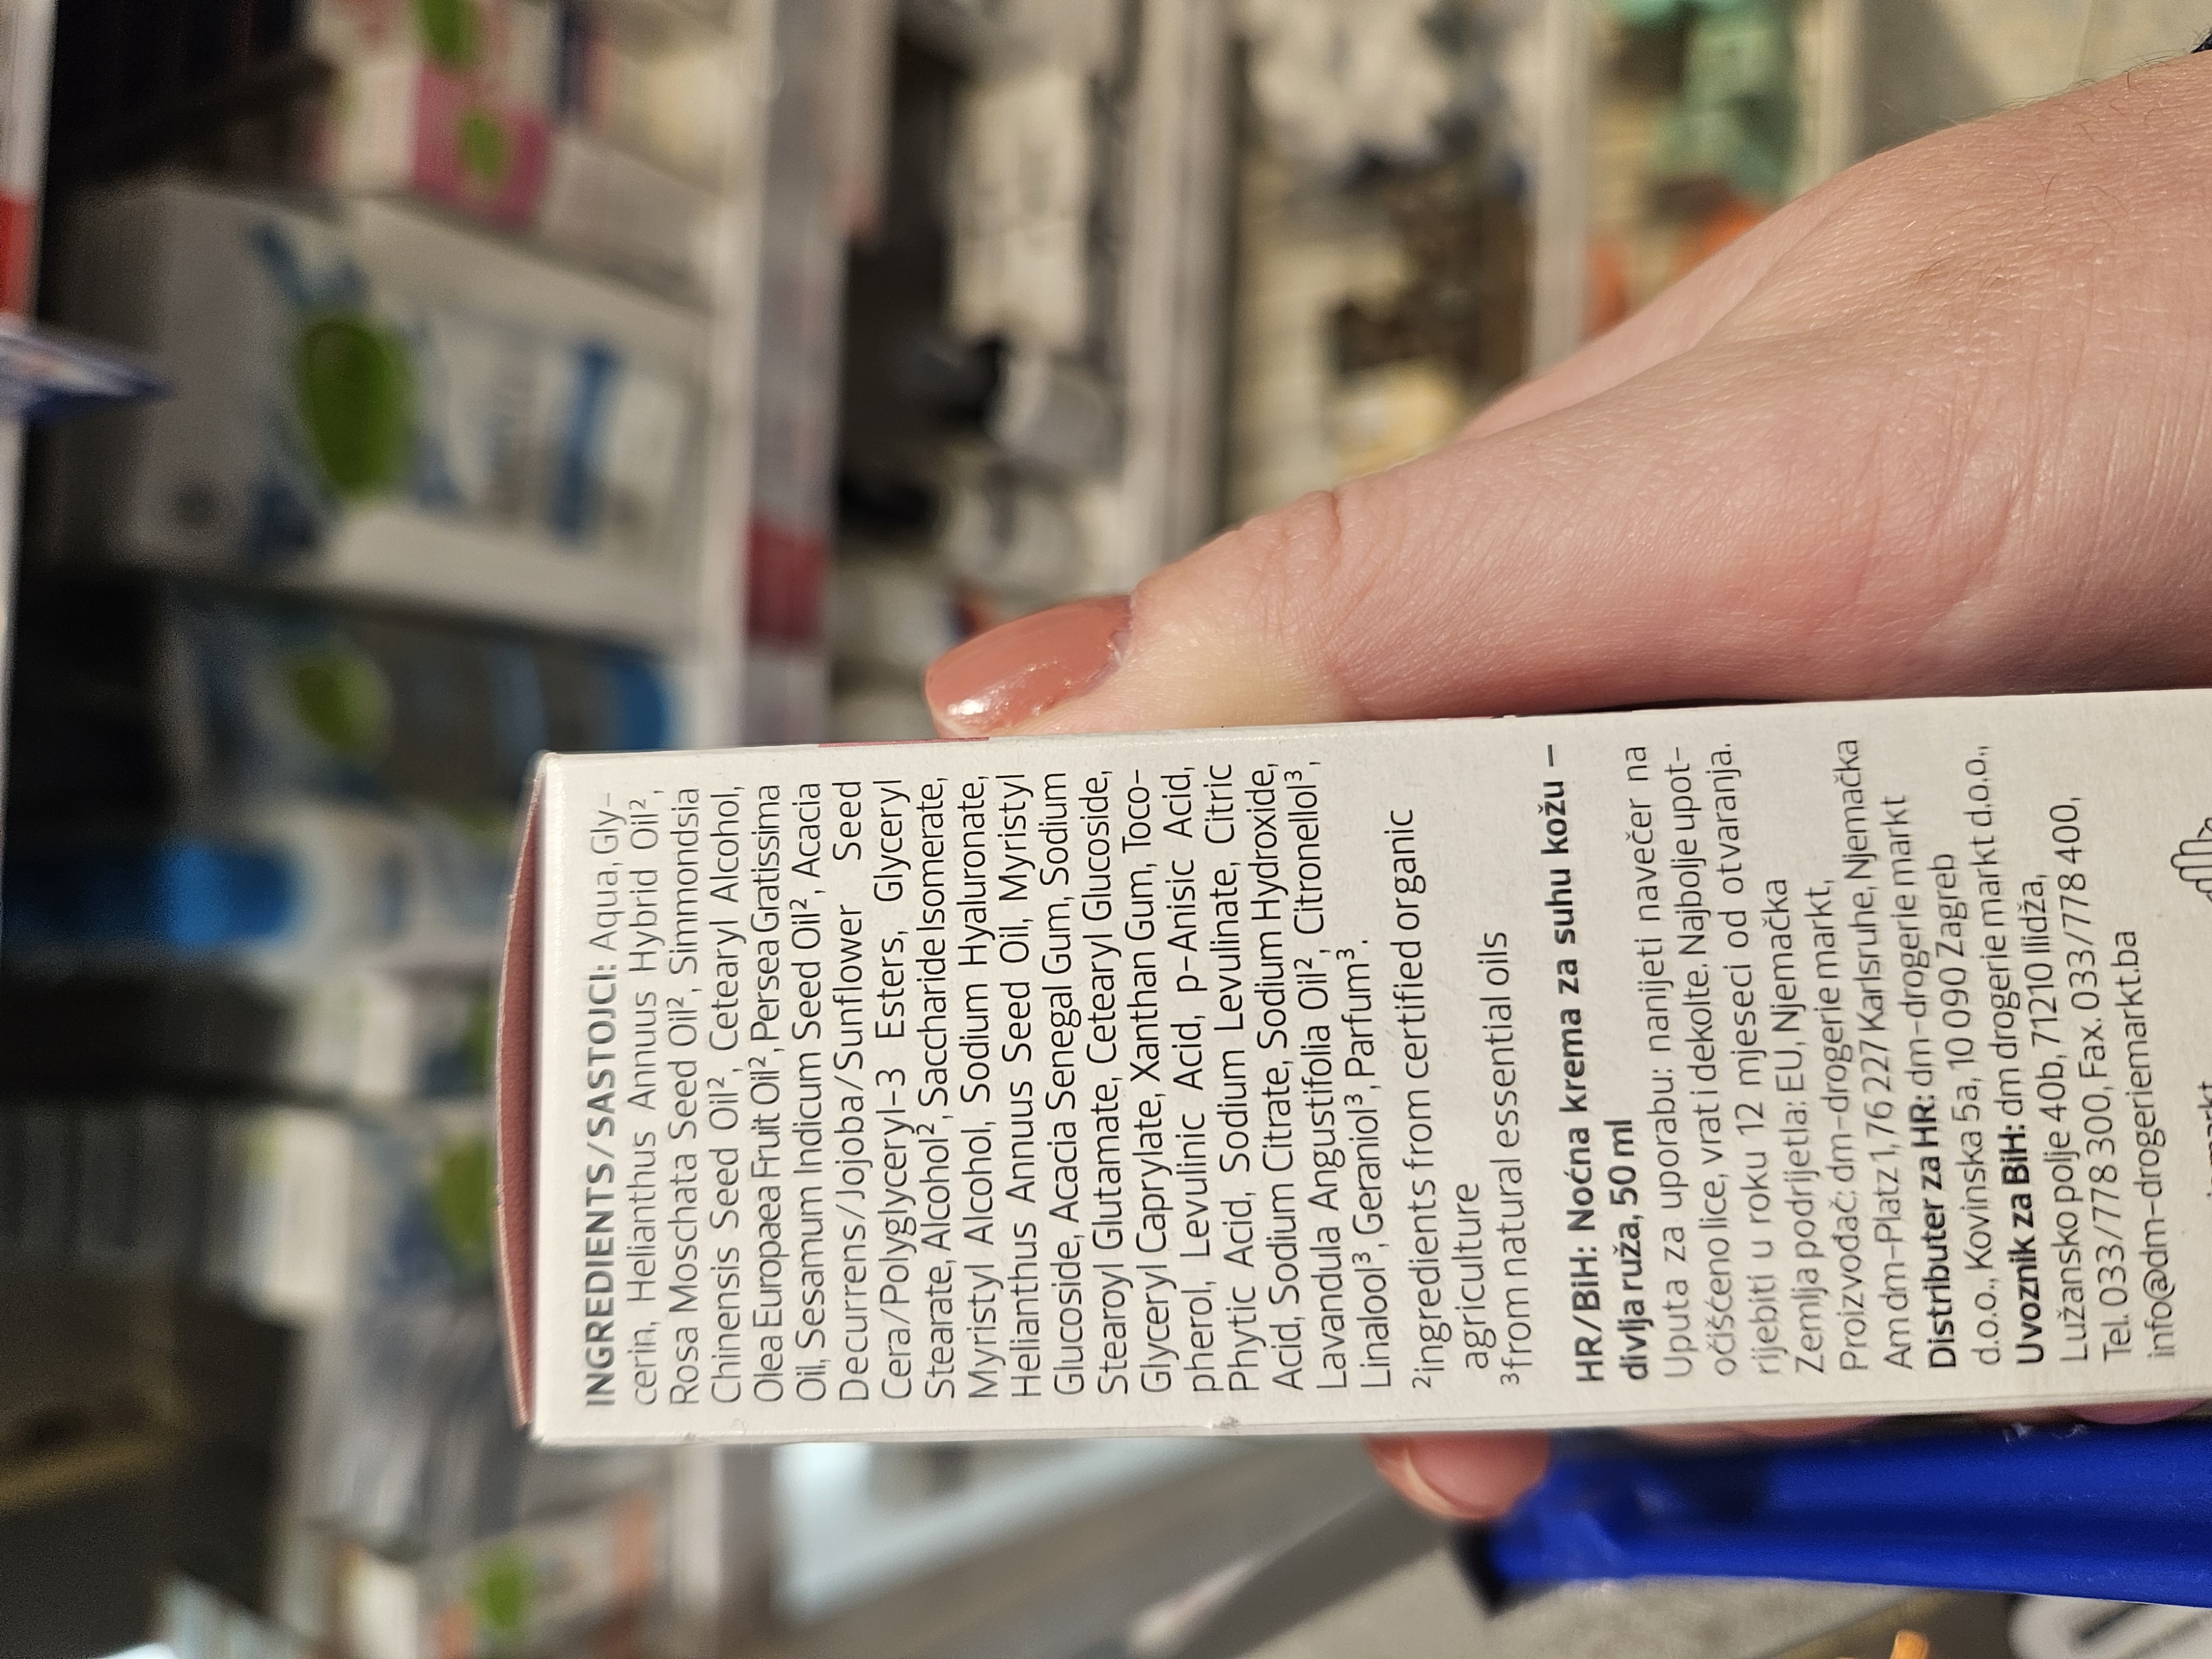 INGREDIENTS/SASTOJCI: Aqua, Gly-
cerin, Helianthus Annuus Hybrid Oil²,
Rosa Moschata Seed Oil², Simmondsia
Chinensis Seed Oil², Cetearyl Alcohol,
Olea Europaea Fruit Oil², Persea Gratissima
Oil, Sesamum Indicum Seed Oil², Acacia
Decurrens/Jojoba/Sunflower Seed
Cera/Polyglyceryl-3 Esters, Glyceryl
Stearate, Alcohol², Saccharide Isomerate,
Myristyl Alcohol, Sodium Hyaluronate,
Helianthus Annuus Seed Oil, Myristyl
Glucoside, Acacia Senegal Gum, Sodium
Stearoyl Glutamate, Cetearyl Glucoside,
Glyceryl Caprylate, Xanthan Gum, Toco-
pherol, Levulinic Acid, p-Anisic Acid,
Phytic Acid, Sodium Levulinate, Citric
Acid, Sodium Citrate, Sodium Hydroxide,
Lavandula Angustifolia Oil², Citronellol³,
Linalool³, Geraniol³, Parfum³.
²ingredients from certified organic
agriculture
³from natural essential oils
HR/BiH: Noćna krema za suhu kožu –
divlja ruža, 50 ml
Uputa za uporabu: nanijeti navečer na
očišćeno lice, vrat i dekolte. Najbolje upot-
rijebiti u roku 12 mjeseci od otvaranja.
Zemlja podrijetla: EU, Njemačka
Proizvođač: dm-drogerie markt,
Am dm-Platz 1, 76 227 Karlsruhe, Njemačka
Distributer za HR: dm-drogerie markt
d.o.o., Kovinska 5a, 10 090 Zagreb
Uvoznik za BiH: dm drogerie markt d.o.o.,
Lužansko polje 40b, 71210 Ilidža,
Tel. 033/778 300, Fax. 033/778 400,
info@dm-drogeriemarkt.ba
markt